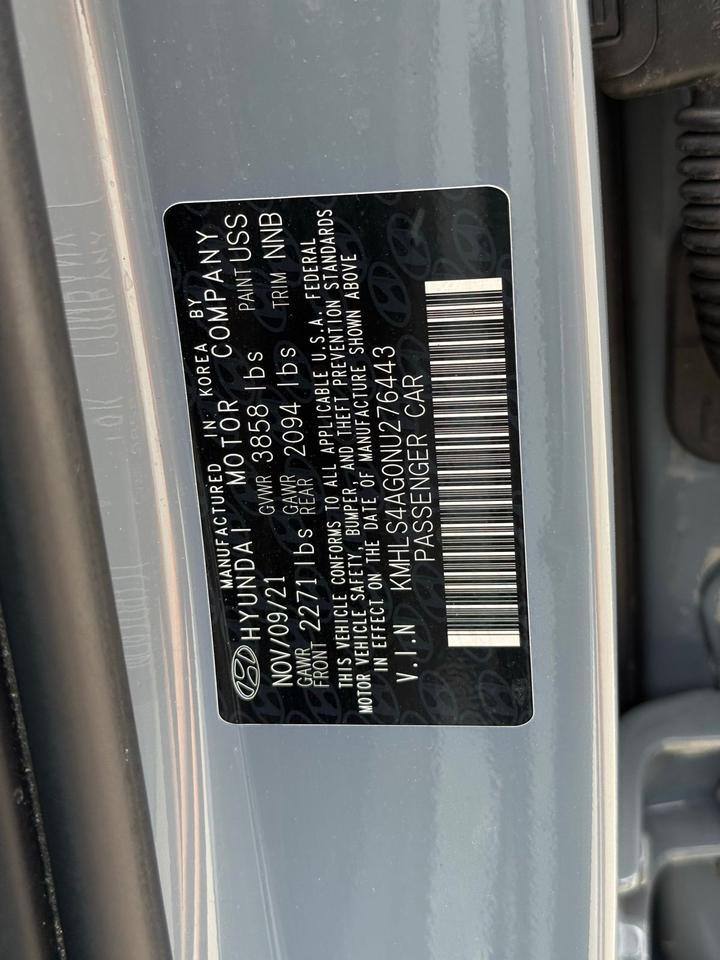 MANUFACTURED IN KOREA BY
HYUNDAI MOTOR COMPANY
NOV/09/21 GVWR 3858 lbs PAINT USS
GAWR FRONT 2271 lbs GAWR REAR 2094 lbs TRIM NNB
THIS VEHICLE CONFORMS TO ALL APPLICABLE U.S.A. FEDERAL
MOTOR VEHICLE SAFETY, BUMPER, AND THEFT PREVENTION STANDARDS
IN EFFECT ON THE DATE OF MANUFACTURE SHOWN ABOVE
V.I.N KMHLS4AG0NU276443
PASSENGER CAR